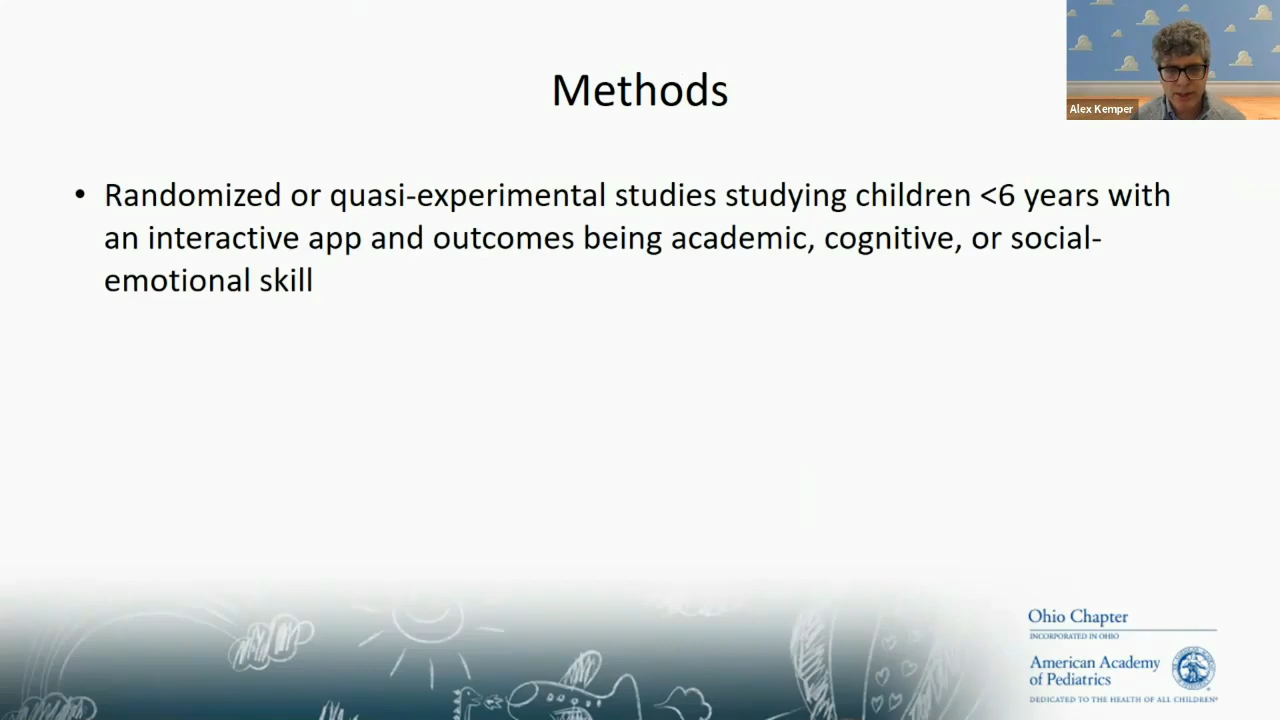 Methods
Alex Kemper
• Randomized or quasi-experimental studies studying children <6 years with
an interactive app and outcomes being academic, cognitive, or social-
emotional skill
Ohio Chapter
INCORPORATED IN OHIO
American Academy
of Pediatrics
DEDICATED TO THE HEALTH OF ALL CHILDREN®